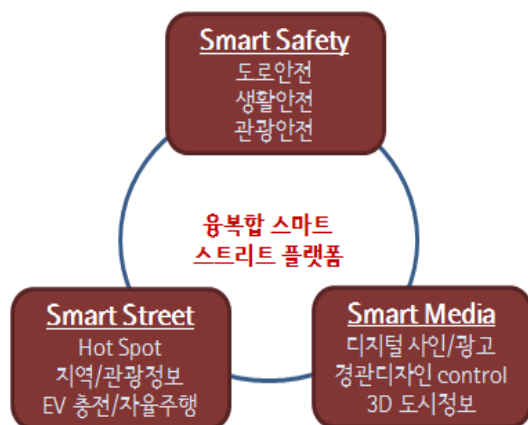 Smart Safety
도로안전
생활안전
관광안전
융복합 스마트
스트리트 플랫폼
Smart Street
Hot Spot
지역/관광정보
EV 충전/자율주행
Smart Media
디지털 사인/광고
경관디자인 control
3D 도시정보